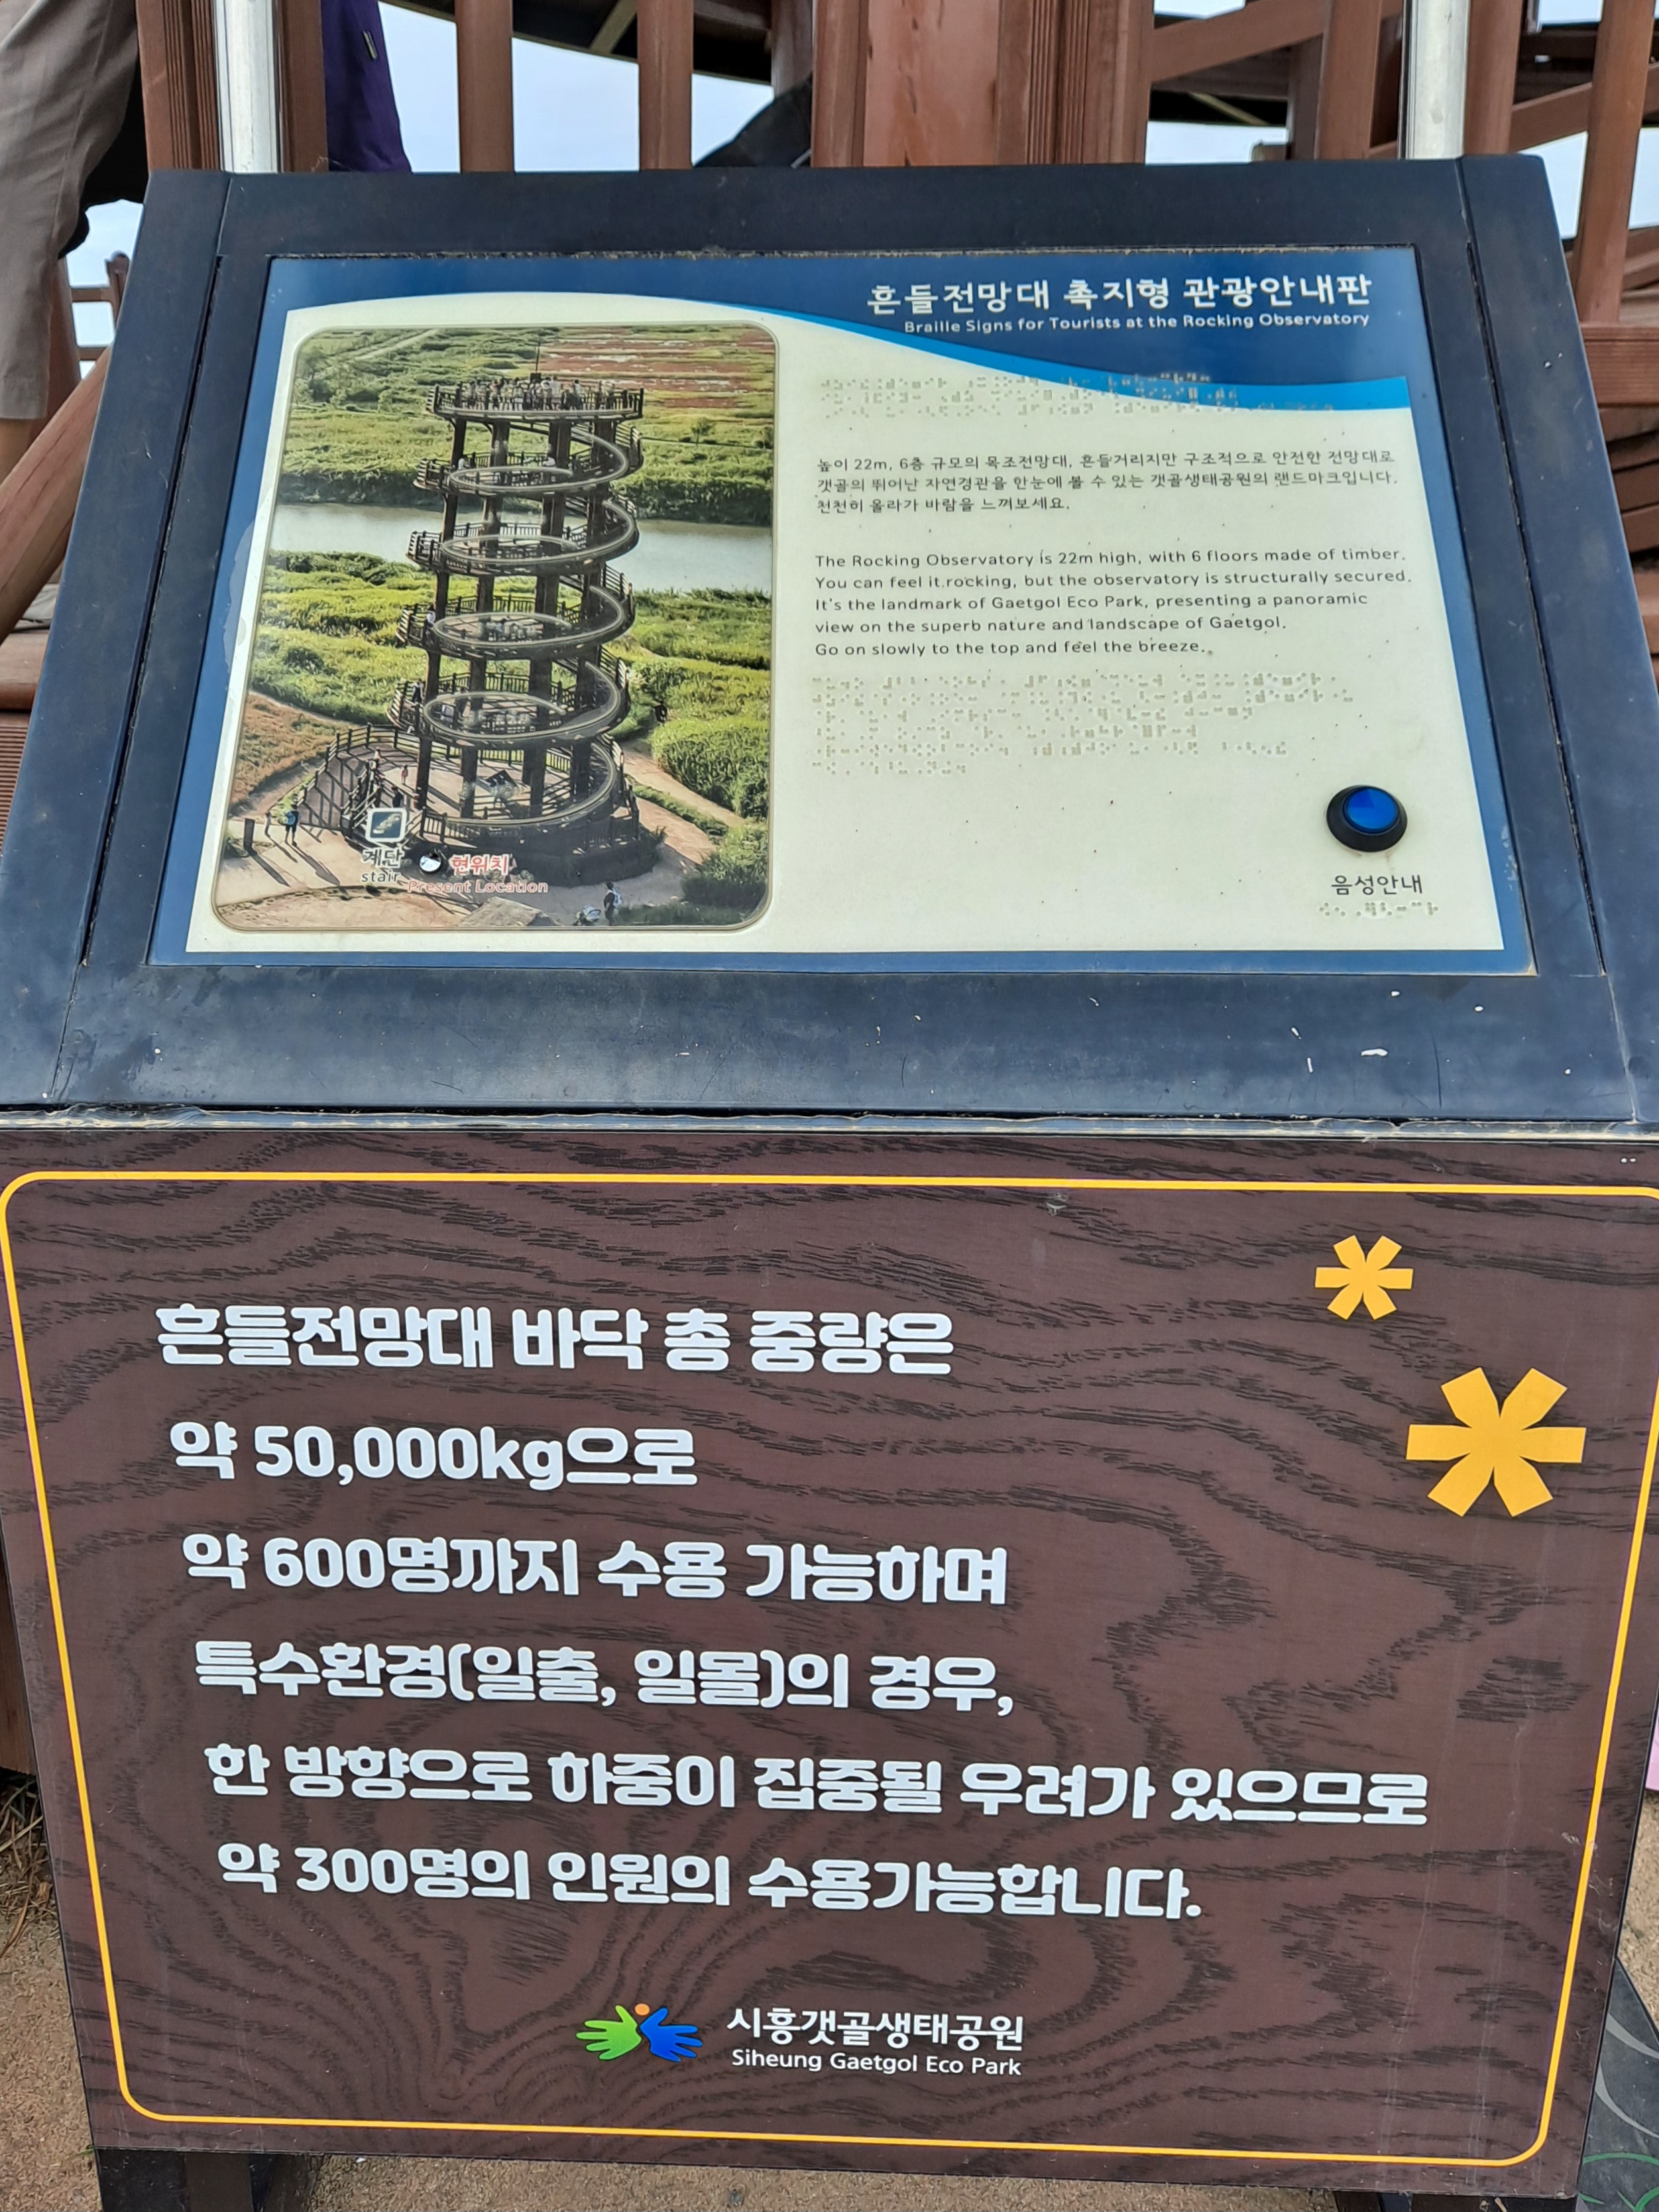 흔들전망대 촉지형 관광안내판
Braille Signs for Tourists at the Rocking Observatory
높이 22m, 6층 규모의 목조전망대, 흔들거리지만 구조적으로 안전한 전망대로
갯골의 뛰어난 자연경관을 한눈에 볼 수 있는 갯골생태공원의 랜드마크입니다.
천천히 올라가 바람을 느껴보세요.
The Rocking Observatory is 22m high, with 6 floors made of timber.
You can feel it rocking, but the observatory is structurally secured.
It's the landmark of Gaetgol Eco Park, presenting a panoramic
view on the superb nature and landscape of Gaetgol.
Go on slowly to the top and feel the breeze.
계단
stair
현위치
Present Location
음성안내
흔들전망대 바닥 총 중량은
약 50,000kg으로
약 600명까지 수용 가능하며
특수환경(일출, 일몰)의 경우,
한 방향으로 하중이 집중될 우려가 있으므로
약 300명의 인원의 수용가능합니다.
시흥갯골생태공원
Siheung Gaetgol Eco Park